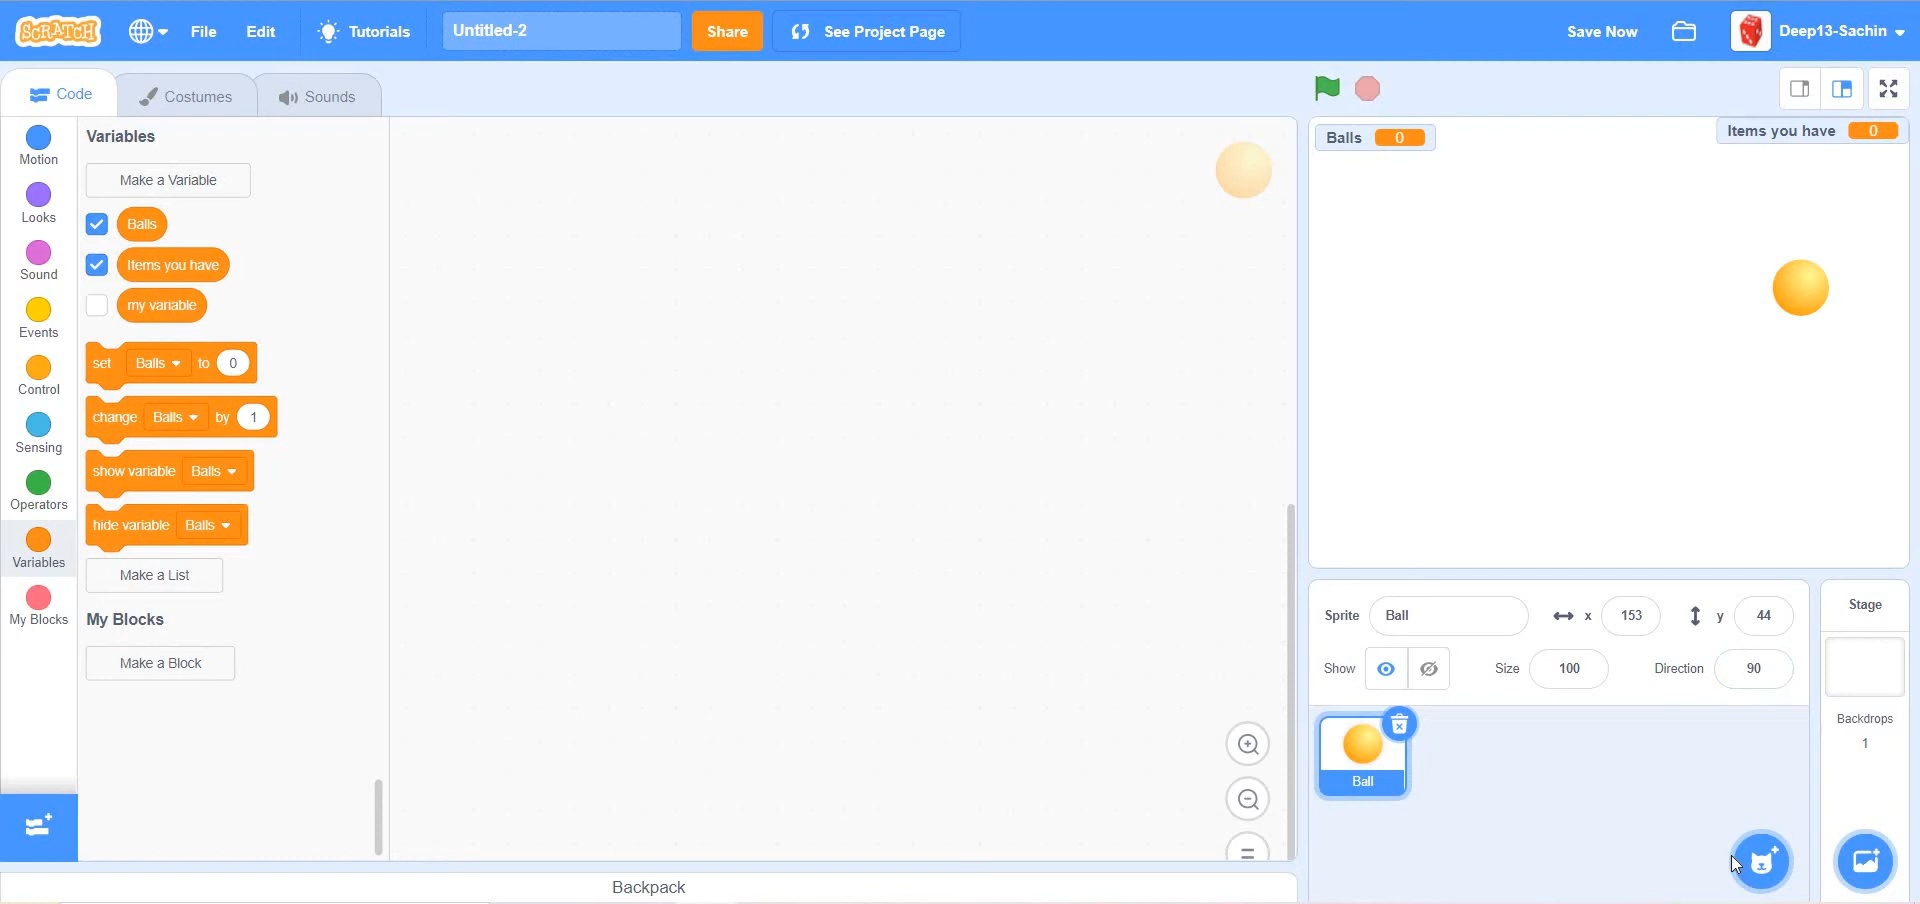 SCRATCH File Edit Tutorials Untitled-2 Share See Project Page Save Now Deep13-Sachin
Code Costumes Sounds
Motion
Looks
Sound
Events
Control
Sensing
Operators
Variables
My Blocks
Variables
Make a Variable
Balls
Items you have
my variable
set Balls to 0
change Balls by 1
show variable Balls
hide variable Balls
Make a List
My Blocks
Make a Block
Backpack
Balls 0
Items you have 0
Sprite Ball x 153 y 44
Show Size 100 Direction 90
Ball
Stage
Backdrops
1